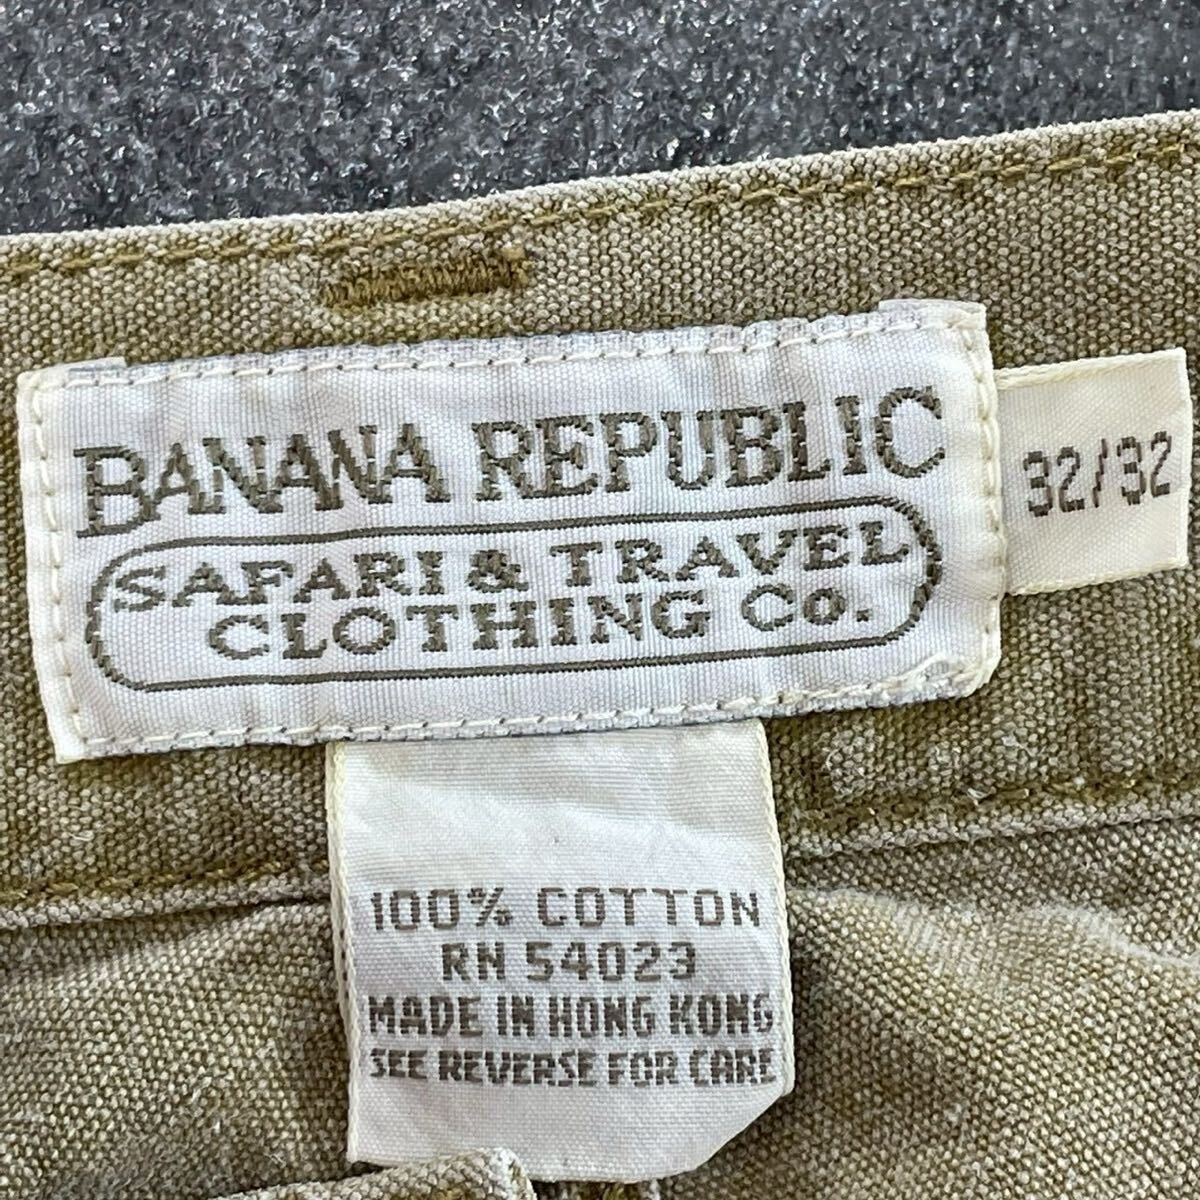 BANANA REPUBLIC
SAFARI & TRAVEL
CLOTHING Co.
32/32
100% COTTON
RN 54023
MADE IN HONG KONG
SEE REVERSE FOR CARE